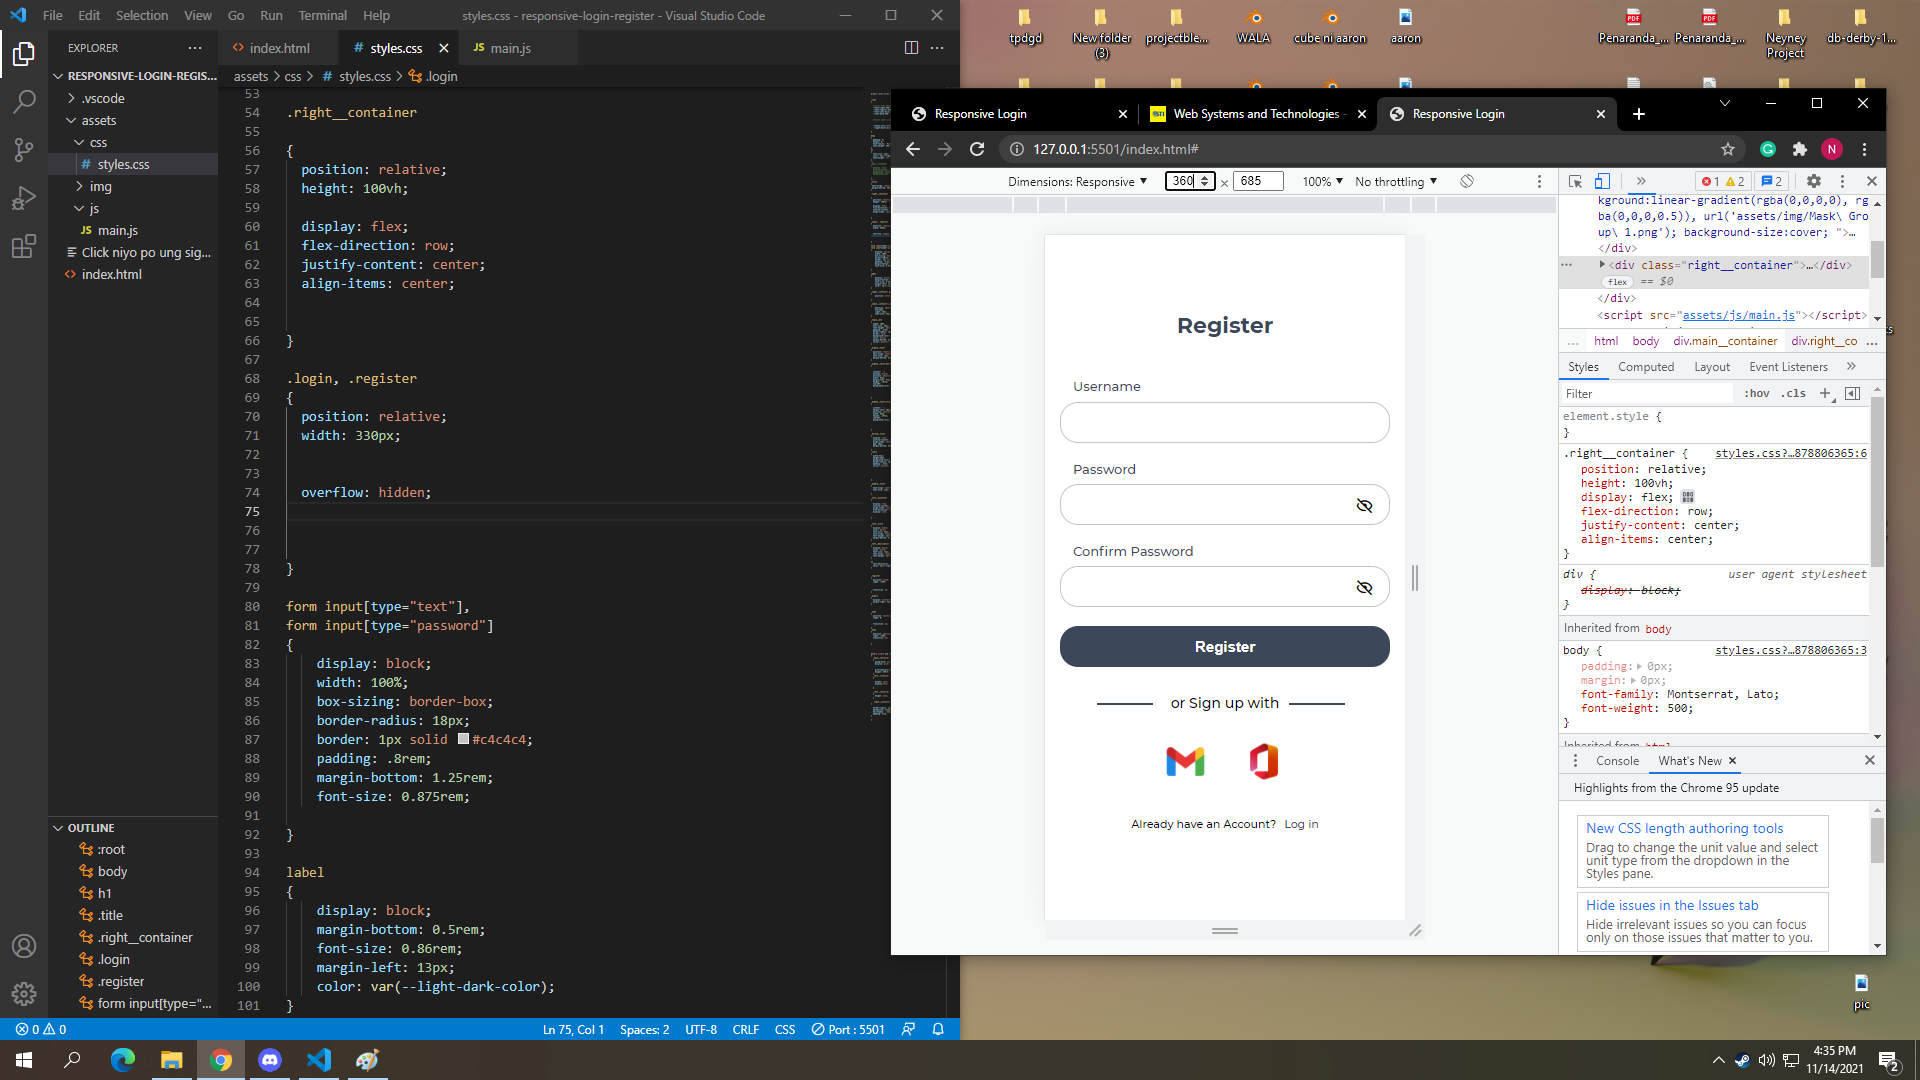 File Edit Selection View Go Run Terminal Help
styles.css - responsive-login-register - Visual Studio Code
EXPLORER
RESPONSIVE-LOGIN-REGIS...
.vscode
assets
css
# styles.css
img
js
JS main.js
Click niyo po ung sig...
<> index.html
OUTLINE
:root
body
h1
.title
.right__container
.login
.register
form input[type="...
<> index.html
# styles.css
JS main.js
assets > css > # styles.css > .login
53
54 .right__container
55
56 {
57 position: relative;
58 height: 100vh;
59
60 display: flex;
61 flex-direction: row;
62 justify-content: center;
63 align-items: center;
64
65
66 }
67
68 .login, .register
69 {
70 position: relative;
71 width: 330px;
72
73
74 overflow: hidden;
75
76
77
78 }
79
80 form input[type="text"],
81 form input[type="password"]
82 {
83 display: block;
84 width: 100%;
85 box-sizing: border-box;
86 border-radius: 18px;
87 border: 1px solid #c4c4c4;
88 padding: .8rem;
89 margin-bottom: 1.25rem;
90 font-size: 0.875rem;
91
92 }
93
94 label
95 {
96 display: block;
97 margin-bottom: 0.5rem;
98 font-size: 0.86rem;
99 margin-left: 13px;
100 color: var(--light-dark-color);
101 }
0 0
Ln 75, Col 1 Spaces: 2 UTF-8 CRLF CSS Port : 5501
tpdgd
New folder (3)
projectble...
WALA
cube ni aaron
aaron
Penaranda_...
Penaranda_...
Neyney Project
db-derby-1...
Responsive Login
Web Systems and Technologies -
Responsive Login
127.0.0.1:5501/index.html#
N
Dimensions: Responsive 360 × 685 100% No throttling
Register
Username
Password
Confirm Password
Register
or Sign up with
Already have an Account? Log in
1 2 2
kground:linear-gradient(rgba(0,0,0,0), rg
ba(0,0,0,0.5)), url('assets/img/Mask\ Gro
up\ 1.png'); background-size:cover; ">…
</div>
<div class="right__container">…</div>
flex == $0
</div>
<script src="assets/js/main.js"></script>
... html body div.main__container div.right__co ...
Styles Computed Layout Event Listeners
Filter :hov .cls +
element.style {
}
.right__container { styles.css?…878806365:6
position: relative;
height: 100vh;
display: flex;
flex-direction: row;
justify-content: center;
align-items: center;
}
div { user agent stylesheet
display: block;
}
Inherited from body
body { styles.css?…878806365:3
padding: 0px;
margin: 0px;
font-family: Montserrat, Lato;
font-weight: 500;
}
Inherited from html
Console What's New
Highlights from the Chrome 95 update
New CSS length authoring tools
Drag to change the unit value and select
unit type from the dropdown in the
Styles pane.
Hide issues in the Issues tab
Hide irrelevant issues so you can focus
only on those issues that matter to you.
pic
4:35 PM
11/14/2021
2